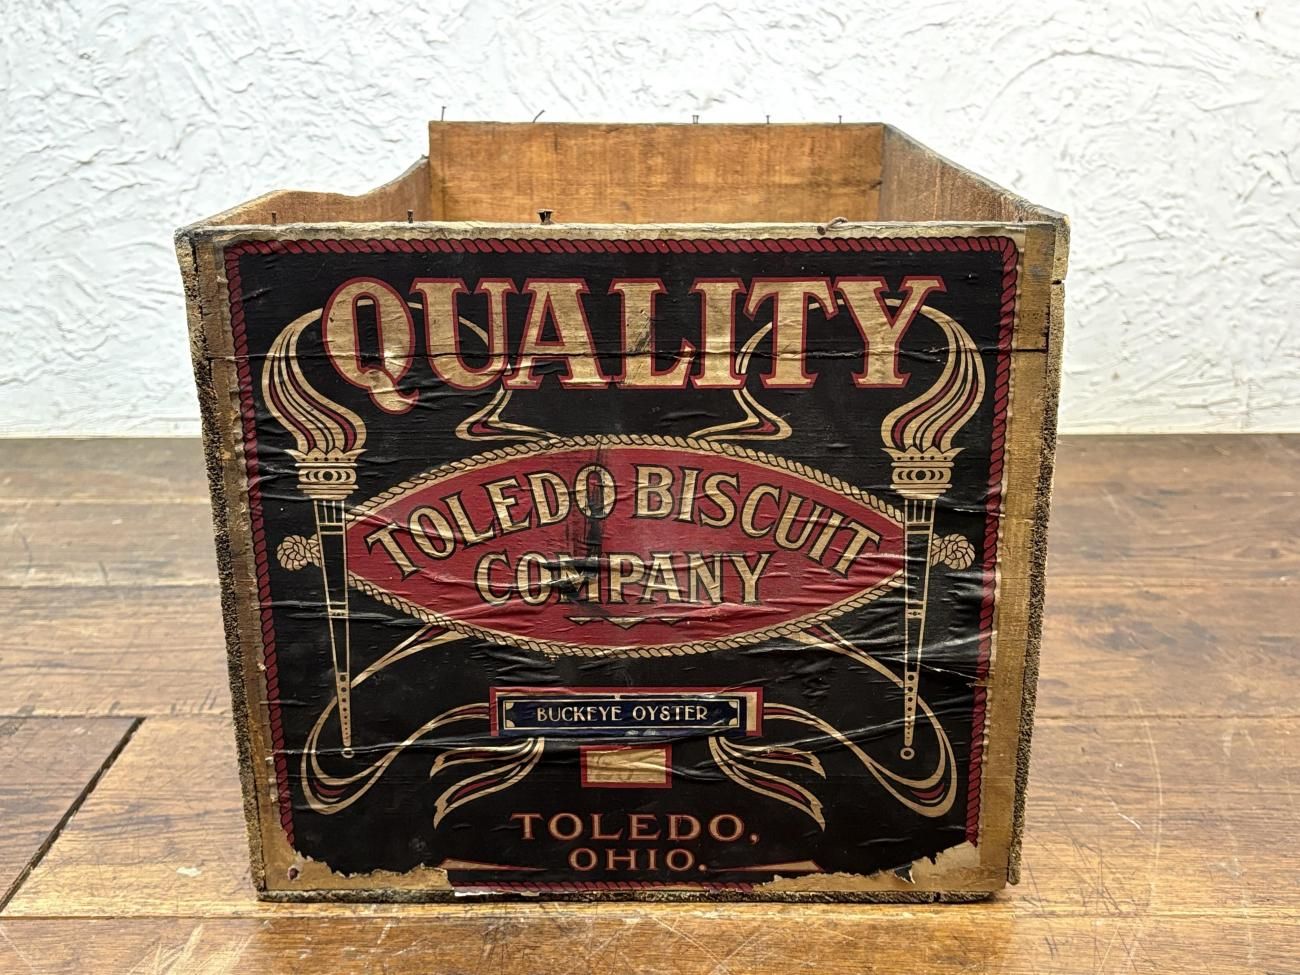 QUALITY
TOLEDO BISCUIT
COMPANY
BUCKEYE OYSTER
TOLEDO,
OHIO.